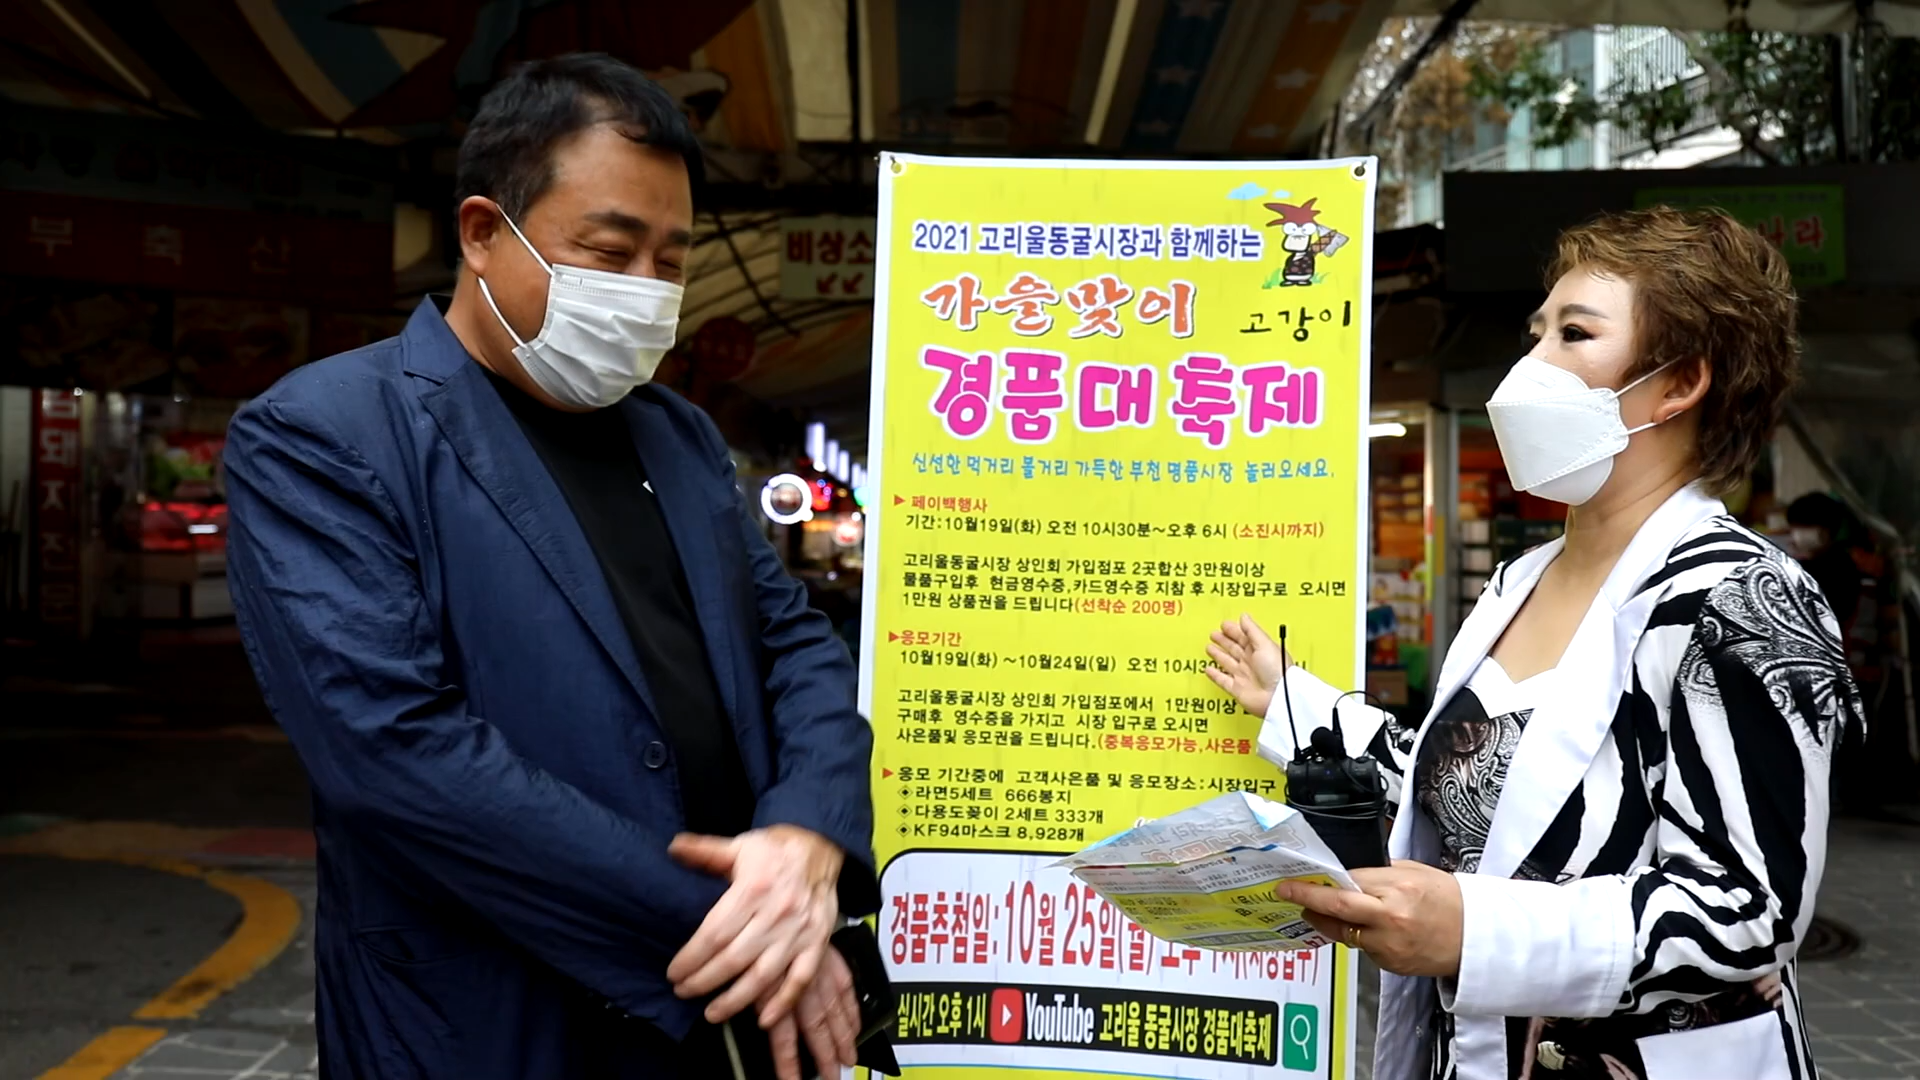 2021 고리울동굴시장과 함께하는
가을맞이
고강이
경품대축제
신선한 먹거리 볼거리 가득한 부천 명품시장 놀러오세요.
▶페이백행사
기간:10월19일(화) 오전 10시30분~오후 6시 (소진시까지)
고리울동굴시장 상인회 가입점포 2곳합산 3만원이상
물품구입후 현금영수증,카드영수증 지참 후 시장입구로 오시면
1만원 상품권을 드립니다(선착순 200명)
▶응모기간
10월19일(화) ~10월24일(일) 오전 10시30
고리울동굴시장 상인회 가입점포에서 1만원이상
구매후 영수증을 가지고 시장 입구로 오시면
사은품및 응모권을 드립니다.(중복응모가능,사은품
▶응모 기간중에 고객사은품 및 응모장소:시장입구
◈라면5세트 666봉지
◈다용도꽂이 2세트 333개
◈KF94마스크 8,928개
경품추첨일:10월 25일(월) 오후 1시(시장입구)
실시간 오후 1시 YouTube 고리울 동굴시장 경품대축제
비상소
↙↙
부축산
돼지전문
나라